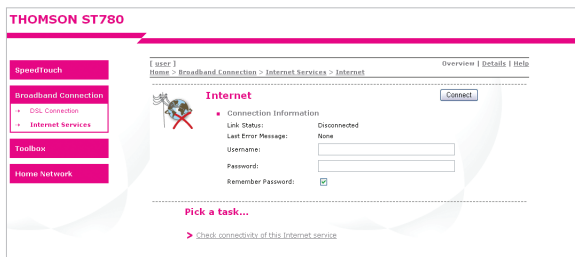 THOMSON ST780
[ user ]
Overview | Details | Help
Home > Broadband Connection > Internet Services > Internet
SpeedTouch
Broadband Connection
DSL Connection
Internet Services
Toolbox
Home Network
Internet
Connect
Connection Information
Link Status: Disconnected
Last Error Message: None
Username:
Password:
Remember Password:
Pick a task...
> Check connectivity of this Internet service